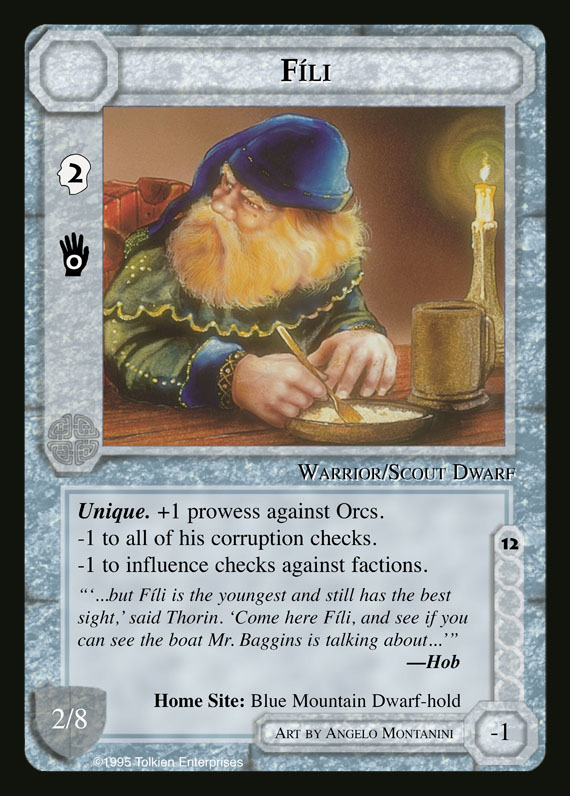 Fíli
2
0
Warrior/Scout Dwarf
Unique. +1 prowess against Orcs.
-1 to all of his corruption checks.
-1 to influence checks against factions.
“‘...but Fíli is the youngest and still has the best
sight,’ said Thorin. ‘Come here Fíli, and see if you
can see the boat Mr. Baggins is talking about...’”
—Hob
12
Home Site: Blue Mountain Dwarf-hold
2/8
Art by Angelo Montanini
-1
©1995 Tolkien Enterprises